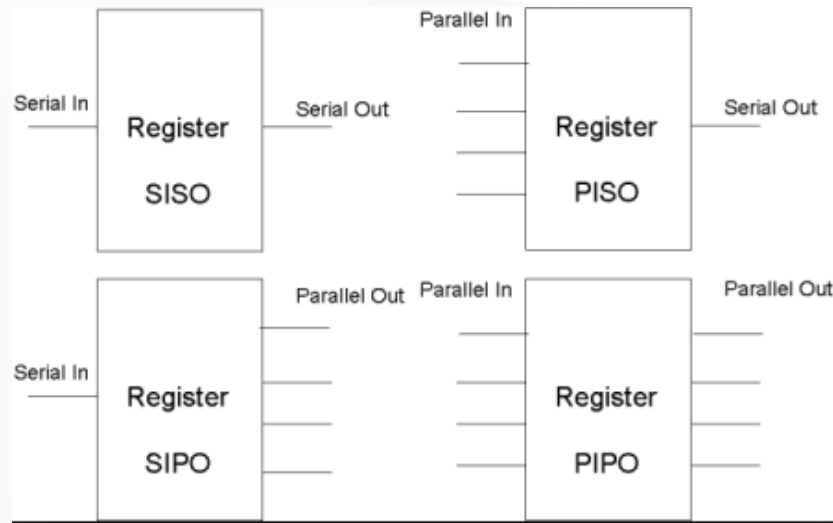 Parallel In
Serial In
Serial Out
Serial Out
Register
Register
SISO
PISO
Parallel Out
Parallel In
Parallel Out
Serial In
Register
Register
SIPO
PIPO